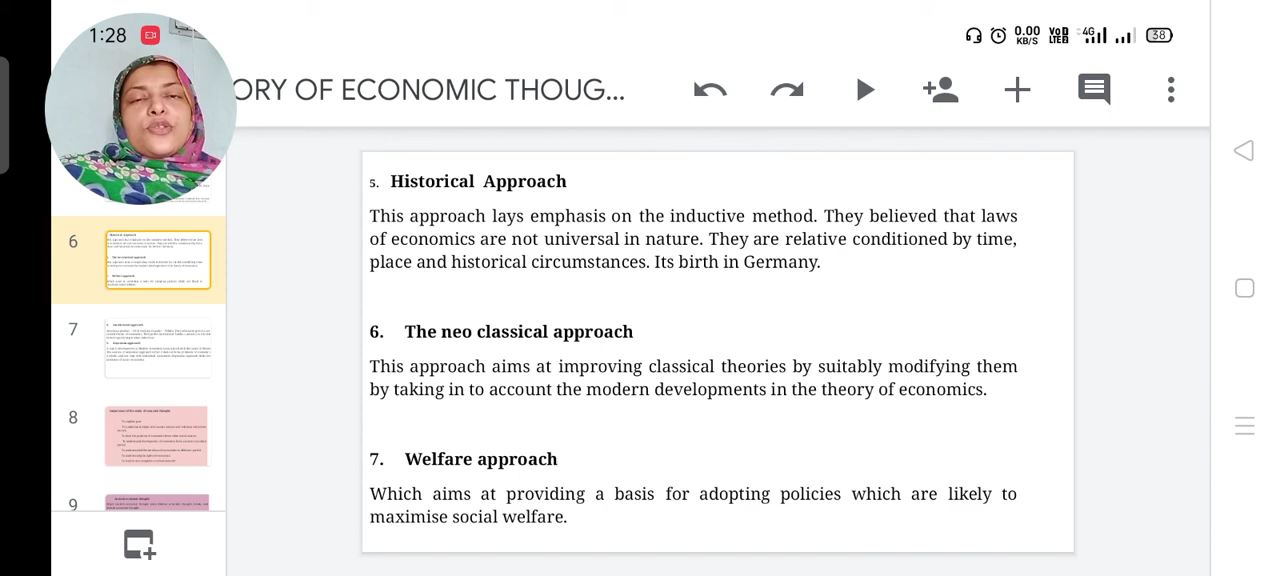 1:28
0.00
KB/S
VoD
LTE2
4G
38
ORY OF ECONOMIC THOUG...
5. Historical Approach
This approach lays emphasis on the inductive method. They believed that laws
of economics are not universal in nature. They are relative conditioned by time,
place and historical circumstances. Its birth in Germany.
6. The neo classical approach
This approach aims at improving classical theories by suitably modifying them
by taking in to account the modern developments in the theory of economics.
7. Welfare approach
Which aims at providing a basis for adopting policies which are likely to
maximise social welfare.
6
7
8
9